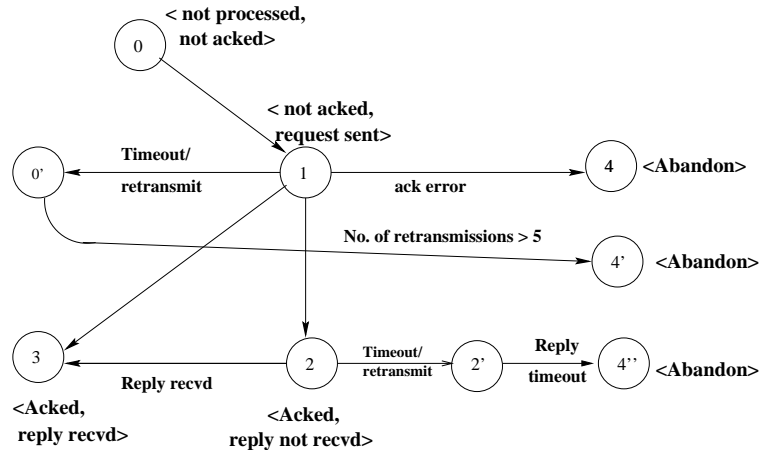 < not processed,
not acked>
0
< not acked,
request sent>
Timeout/
retransmit
0'
1
ack error
4
<Abandon>
No. of retransmissions > 5
4'
<Abandon>
3
Reply recvd
2
Timeout/
retransmit
2'
Reply
timeout
4''
<Abandon>
<Acked,
reply recvd>
<Acked,
reply not recvd>